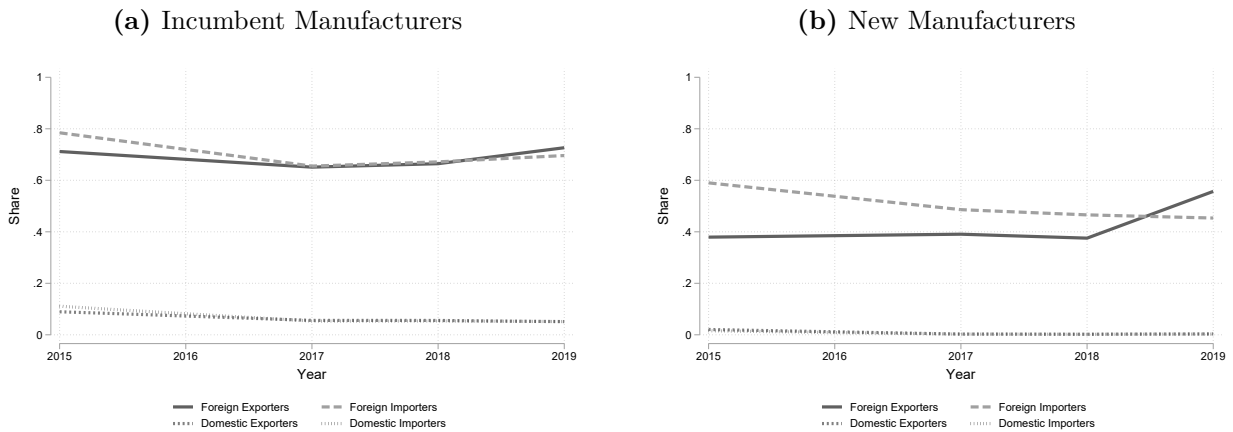 (a) Incumbent Manufacturers
1
.8
.6
.4
.2
0
Share
2015 2016 2017 2018 2019
Year
Foreign Exporters Foreign Importers
Domestic Exporters Domestic Importers
(b) New Manufacturers
1
.8
.6
.4
.2
0
Share
2015 2016 2017 2018 2019
Year
Foreign Exporters Foreign Importers
Domestic Exporters Domestic Importers